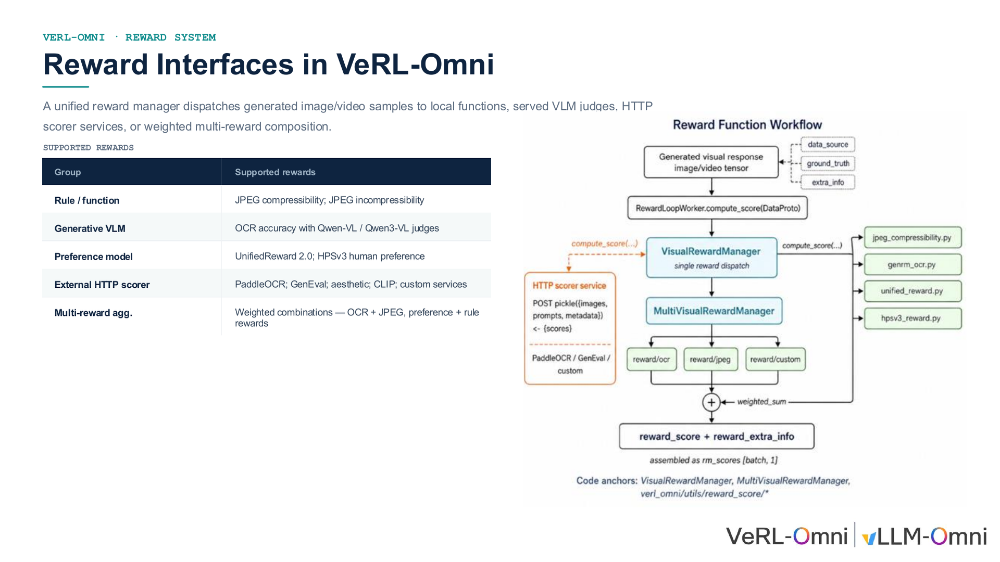 VERL-OMNI · REWARD SYSTEM
Reward Interfaces in VeRL-Omni
A unified reward manager dispatches generated image/video samples to local functions, served VLM judges, HTTP
scorer services, or weighted multi-reward composition.
SUPPORTED REWARDS
Group Supported rewards
Rule / function JPEG compressibility; JPEG incompressibility
Generative VLM OCR accuracy with Qwen-VL / Qwen3-VL judges
Preference model UnifiedReward 2.0; HPSv3 human preference
External HTTP scorer PaddleOCR; GenEval; aesthetic; CLIP; custom services
Multi-reward agg. Weighted combinations — OCR + JPEG, preference + rule
rewards
Reward Function Workflow
Generated visual response
image/video tensor
data_source
ground_truth
extra_info
RewardLoopWorker.compute_score(DataProto)
compute_score(...)
VisualRewardManager
single reward dispatch
compute_score(...)
jpeg_compressibility.py
genrm_ocr.py
unified_reward.py
hpsv3_reward.py
HTTP scorer service
POST pickle({images,
prompts, metadata})
<- {scores}
PaddleOCR / GenEval /
custom
MultiVisualRewardManager
reward/ocr
reward/jpeg
reward/custom
+
weighted_sum
reward_score + reward_extra_info
assembled as rm_scores [batch, 1]
Code anchors: VisualRewardManager, MultiVisualRewardManager,
verl_omni/utils/reward_score/*
VeRL-Omni
vLLM-Omni